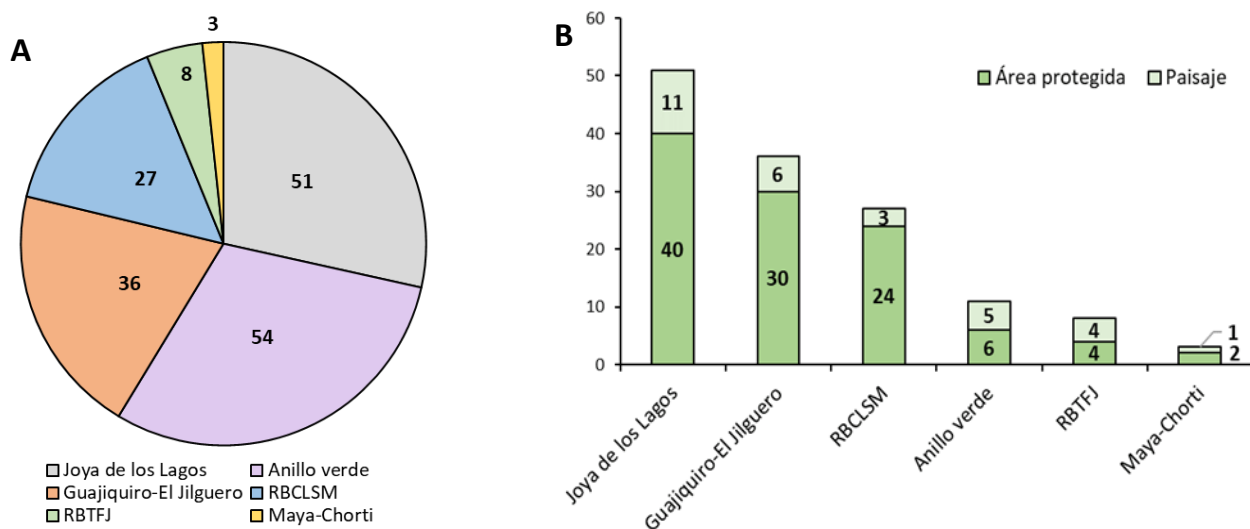 A
3
8
27
51
36
54
Joya de los Lagos
Anillo verde
Guajiquiro-El Jilguero
RBCLSM
RBTFJ
Maya-Chorti
B
60
50
40
30
20
10
0
Área protegida
Paisaje
11
40
6
30
3
24
5
6
4
4
1
2
Joya de los Lagos
Guajiquiro-El Jilguero
RBCLSM
Anillo verde
RBTFJ
Maya-Chorti